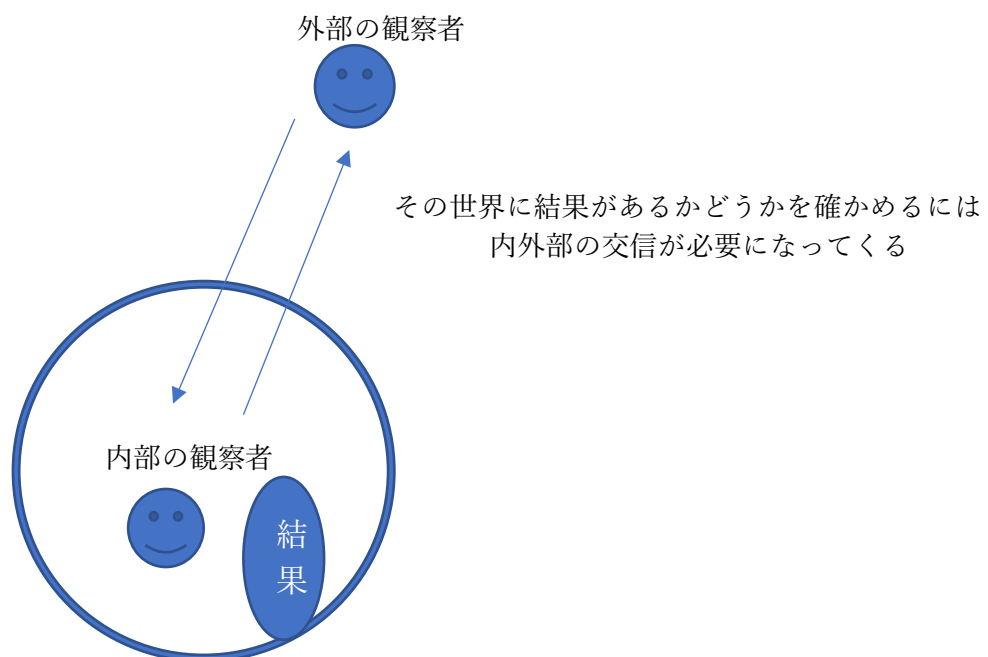 外部の観察者
その世界に結果があるかどうかを確かめるには
内外部の交信が必要になってくる
内部の観察者
結果